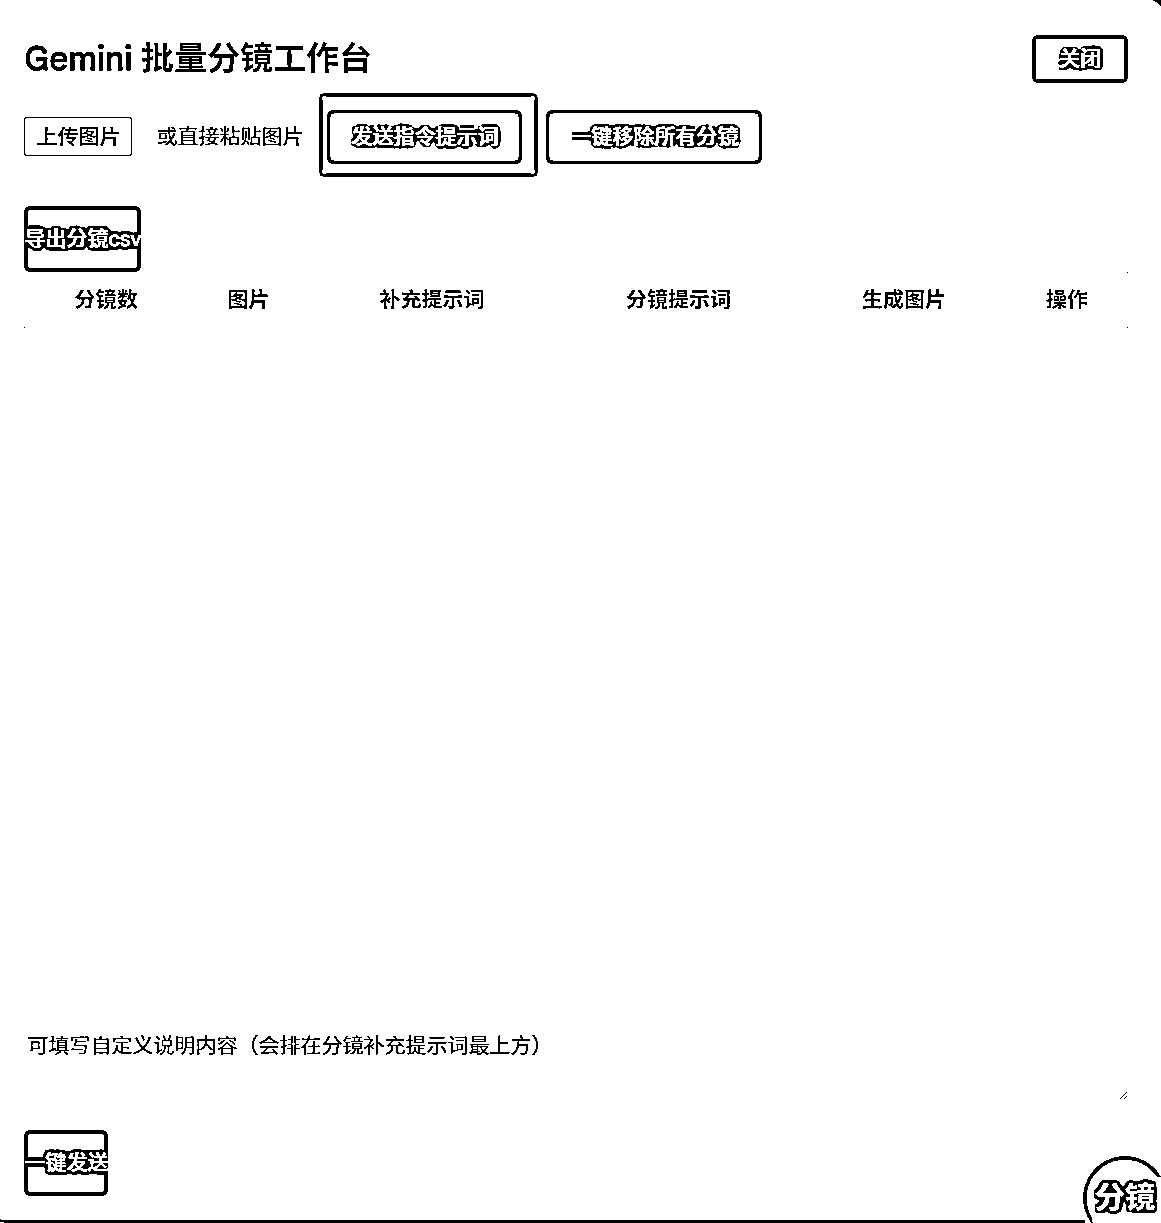 Gemini 批量分镜工作台
关闭
上传图片 或直接粘贴图片 发送指令提示词 一键移除所有分镜
导出分镜csv
分镜数 图片 补充提示词 分镜提示词 生成图片 操作
可填写自定义说明内容（会排在分镜补充提示词最上方）
一键发送
分镜